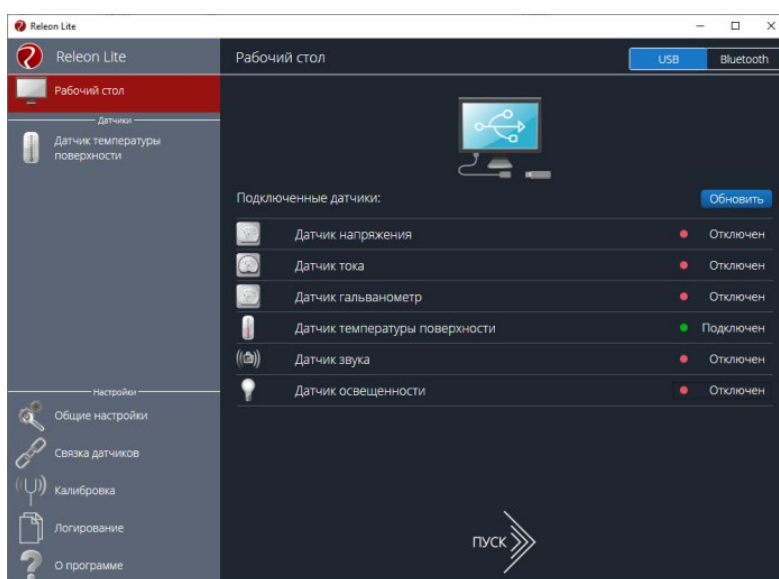 Releon Lite
Releon Lite
Рабочий стол
USB
Bluetooth
Рабочий стол
Датчики
Датчик температуры
поверхности
Подключенные датчики:
Обновить
Датчик напряжения
Отключен
Датчик тока
Отключен
Датчик гальванометр
Отключен
Датчик температуры поверхности
Подключен
Датчик звука
Отключен
Датчик освещенности
Отключен
Настройки
Общие настройки
Связка датчиков
Калибровка
Логирование
О программе
ПУСК